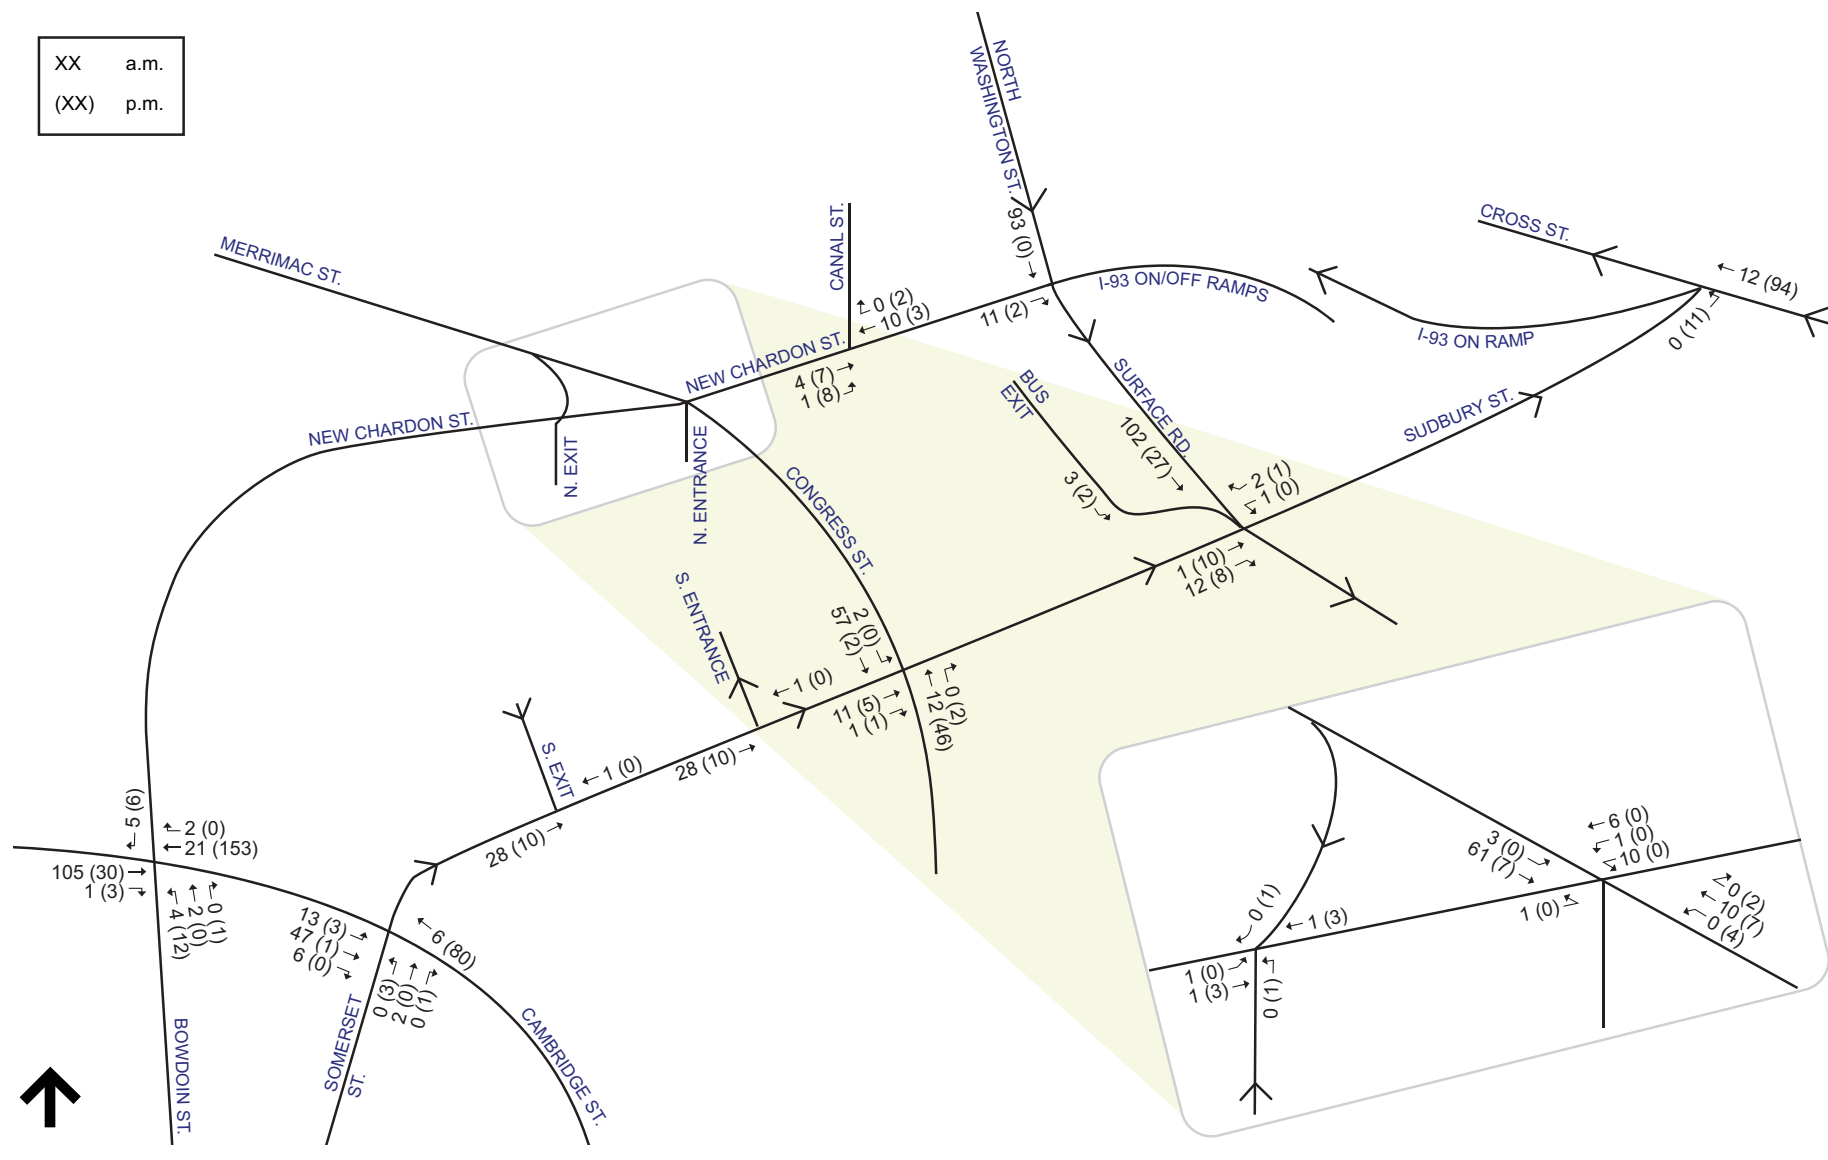 XX a.m.
(XX) p.m.
NORTH
WASHINGTON ST.
93 (0)
MERRIMAC ST.
CANAL ST.
0 (2)
10 (3)
11 (2)
I-93 ON/OFF RAMPS
CROSS ST.
12 (94)
I-93 ON RAMP
0 (11)
NEW CHARDON ST.
4 (7)
1 (8)
NEW CHARDON ST.
N. EXIT
N. ENTRANCE
CONGRESS ST.
BUS
EXIT
SURFACE RD.
102 (27)
SUDBURY ST.
3 (2)
2 (1)
1 (0)
1 (10)
12 (8)
S. ENTRANCE
2 (0)
57 (2)
1 (0)
11 (5)
1 (1)
0 (2)
12 (46)
S. EXIT
1 (0)
28 (10)
28 (10)
5 (6)
2 (0)
21 (153)
105 (30)
1 (3)
4 (12)
2 (0)
0 (1)
13 (3)
47 (1)
6 (0)
6 (80)
0 (3)
2 (0)
0 (1)
BOWDOIN ST.
SOMERSET
ST.
CAMBRIDGE ST.
6 (0)
1 (0)
10 (0)
3 (0)
61 (7)
1 (0)
0 (2)
10 (7)
0 (4)
0 (1)
1 (3)
1 (0)
1 (3)
0 (1)